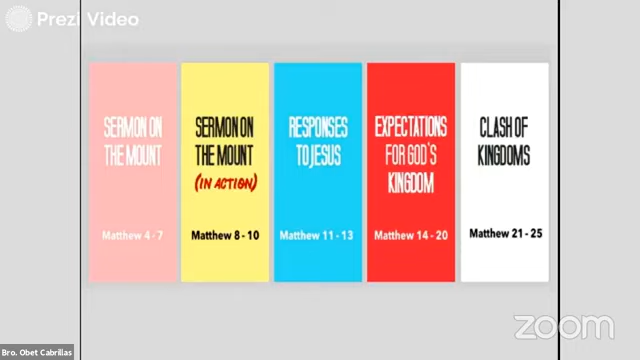 Prezi Video
SERMON ON
THE MOUNT
Matthew 4 - 7
SERMON ON
THE MOUNT
(IN ACTION)
Matthew 8 - 10
RESPONSES
TO JESUS
Matthew 11 - 13
EXPECTATIONS
FOR GOD'S
KINGDOM
Matthew 14 - 20
CLASH OF
KINGDOMS
Matthew 21 - 25
zoom
Bro. Obet Cabrillas